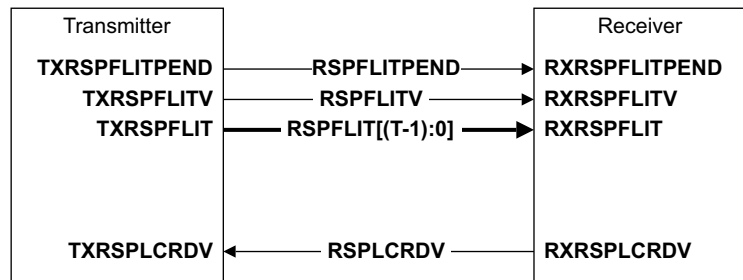 Transmitter Receiver
TXRSPFLITPEND RSPFLITPEND RXRSPFLITPEND
TXRSPFLITV RSPFLITV RXRSPFLITV
TXRSPFLIT RSPFLIT[(T-1):0] RXRSPFLIT
TXRSPLCRDV RSPLCRDV RXRSPLCRDV